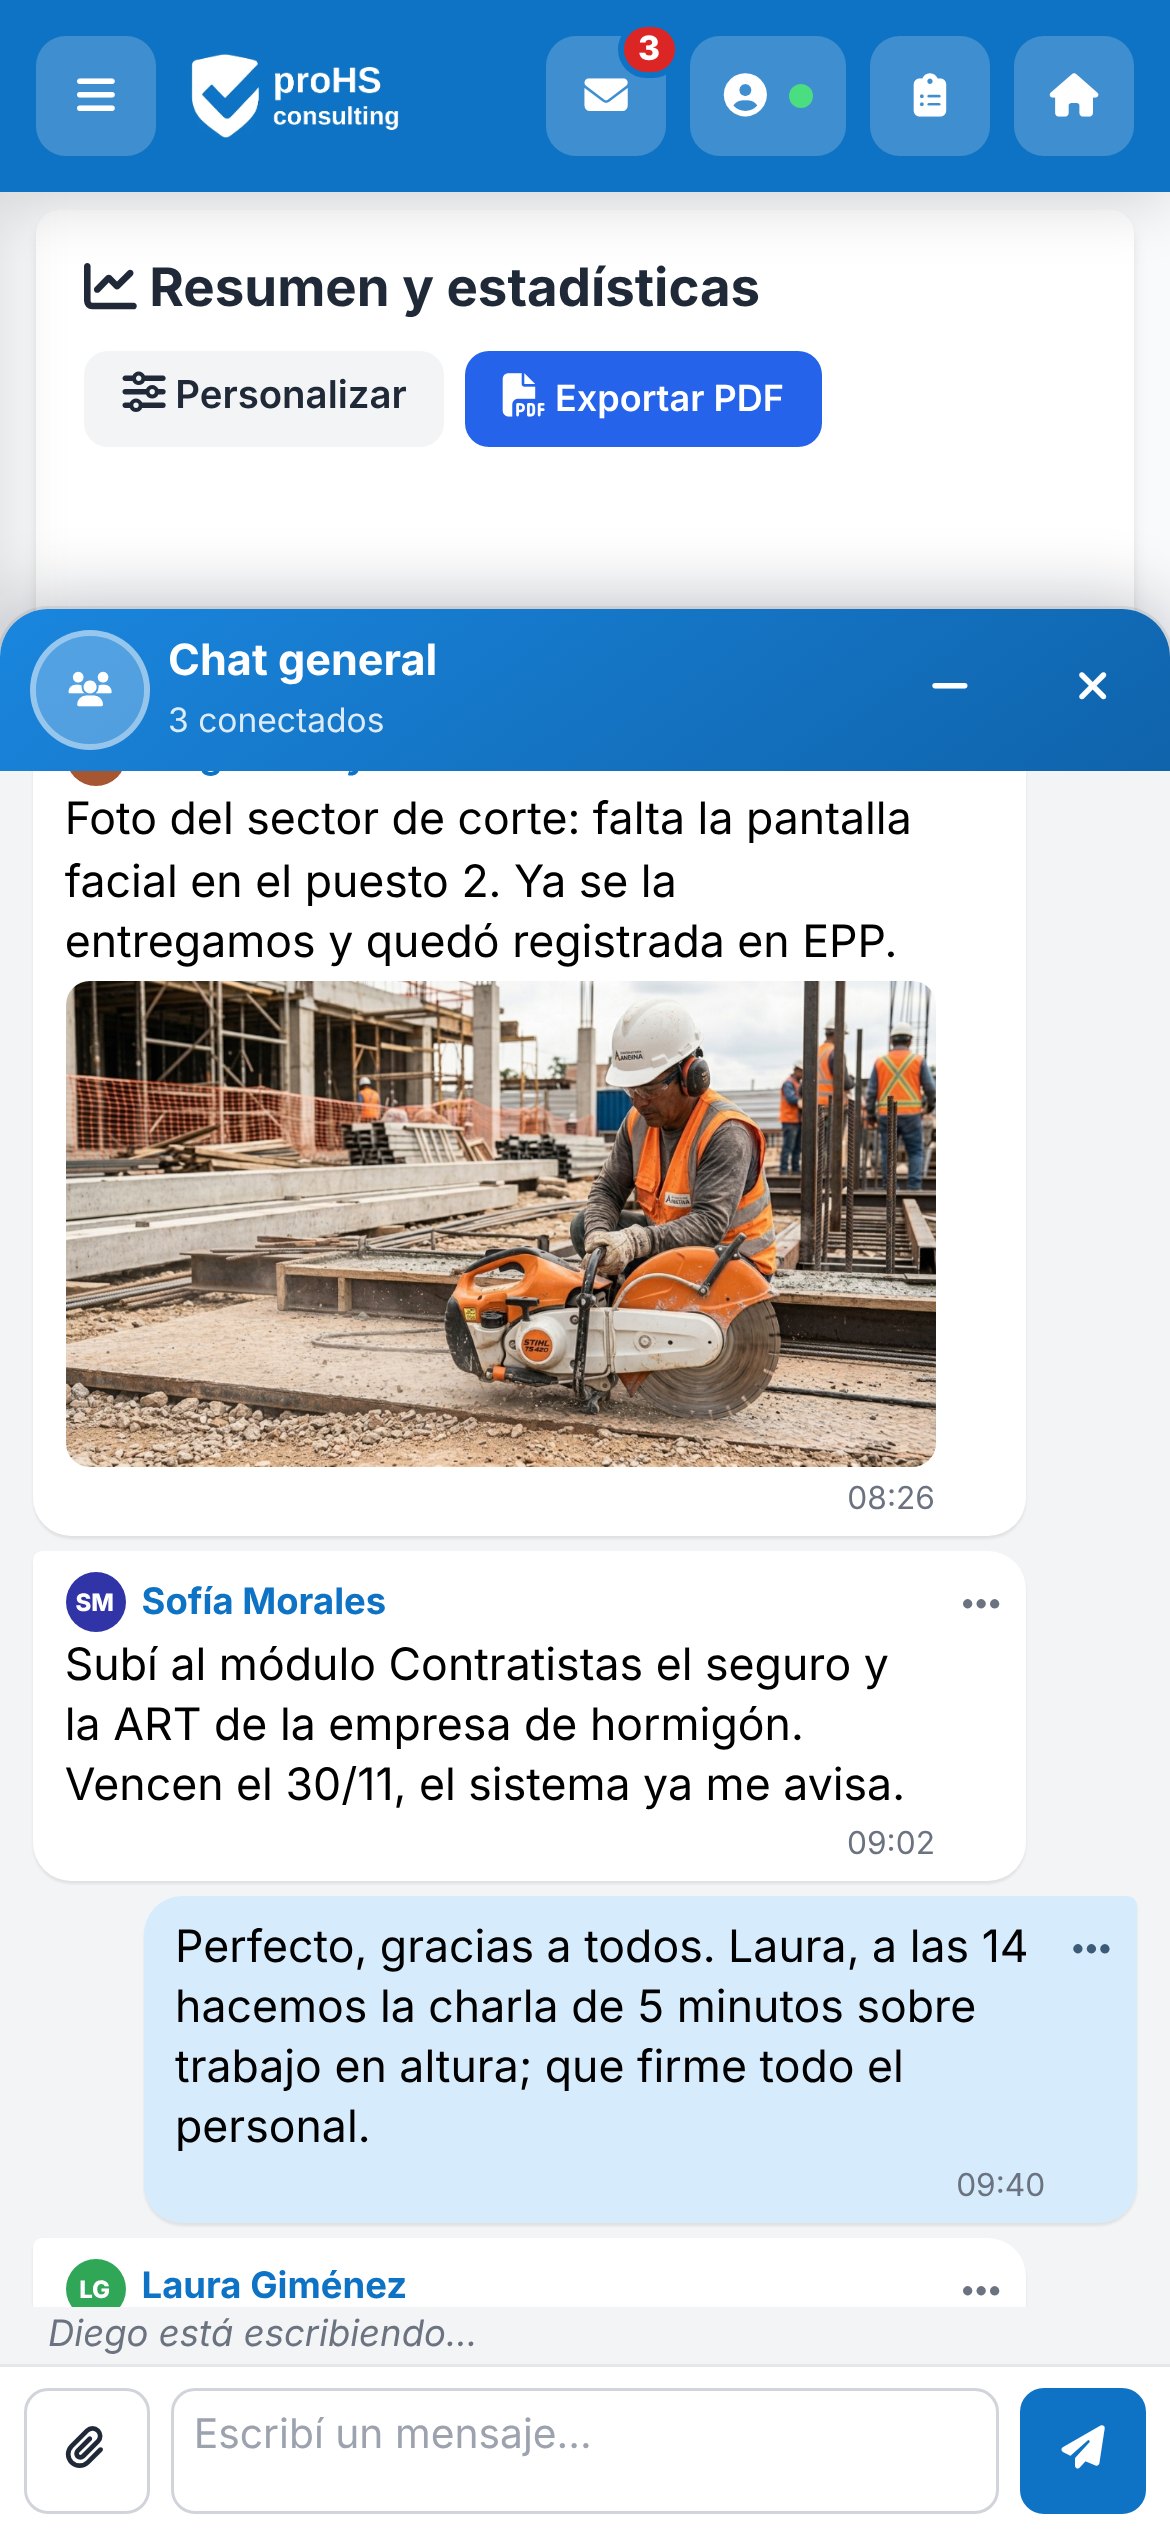 3
proHS
consulting
Resumen y estadísticas
Personalizar
PDF Exportar PDF
Chat general
3 conectados
Foto del sector de corte: falta la pantalla
facial en el puesto 2. Ya se la
entregamos y quedó registrada en EPP.
STIHL
TS 420
08:26
SM Sofía Morales
Subí al módulo Contratistas el seguro y
la ART de la empresa de hormigón.
Vencen el 30/11, el sistema ya me avisa.
09:02
Perfecto, gracias a todos. Laura, a las 14
hacemos la charla de 5 minutos sobre
trabajo en altura; que firme todo el
personal.
09:40
LG Laura Giménez
Diego está escribiendo...
Escribí un mensaje...